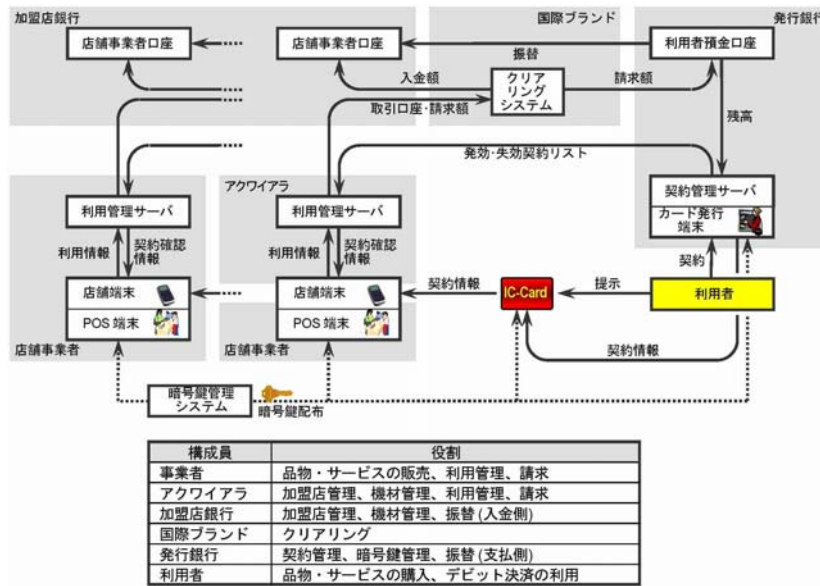 加盟店銀行
国際ブランド
発行銀行
店舗事業者口座
店舗事業者口座
利用者預金口座
振替
入金額
クリア
リング
システム
請求額
取引口座・請求額
残高
発効・失効契約リスト
アクワイアラ
契約管理サーバ
利用管理サーバ
利用管理サーバ
カード発行
端末
利用情報
契約確認
情報
利用情報
契約確認
情報
契約
店舗端末
店舗端末
契約情報
IC-Card
提示
利用者
POS 端末
POS 端末
店舗事業者
店舗事業者
契約情報
暗号鍵管理
システム
暗号鍵配布
構成員 役割
事業者 品物・サービスの販売、利用管理、請求
アクワイアラ 加盟店管理、機材管理、利用管理、請求
加盟店銀行 加盟店管理、機材管理、振替(入金側)
国際ブランド クリアリング
発行銀行 契約管理、暗号鍵管理、振替(支払側)
利用者 品物・サービスの購入、デビット決済の利用